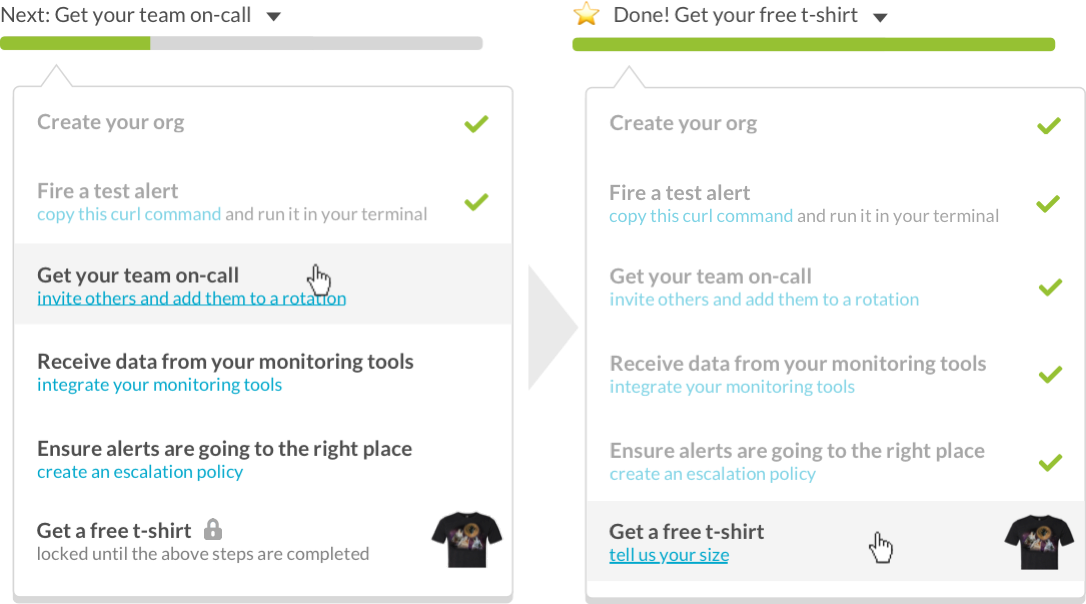 Next: Get your team on-call
Create your org
Fire a test alert
copy this curl command and run it in your terminal
Get your team on-call
invite others and add them to a rotation
Receive data from your monitoring tools
integrate your monitoring tools
Ensure alerts are going to the right place
create an escalation policy
Get a free t-shirt
locked until the above steps are completed
Done! Get your free t-shirt
Create your org
Fire a test alert
copy this curl command and run it in your terminal
Get your team on-call
invite others and add them to a rotation
Receive data from your monitoring tools
integrate your monitoring tools
Ensure alerts are going to the right place
create an escalation policy
Get a free t-shirt
tell us your size